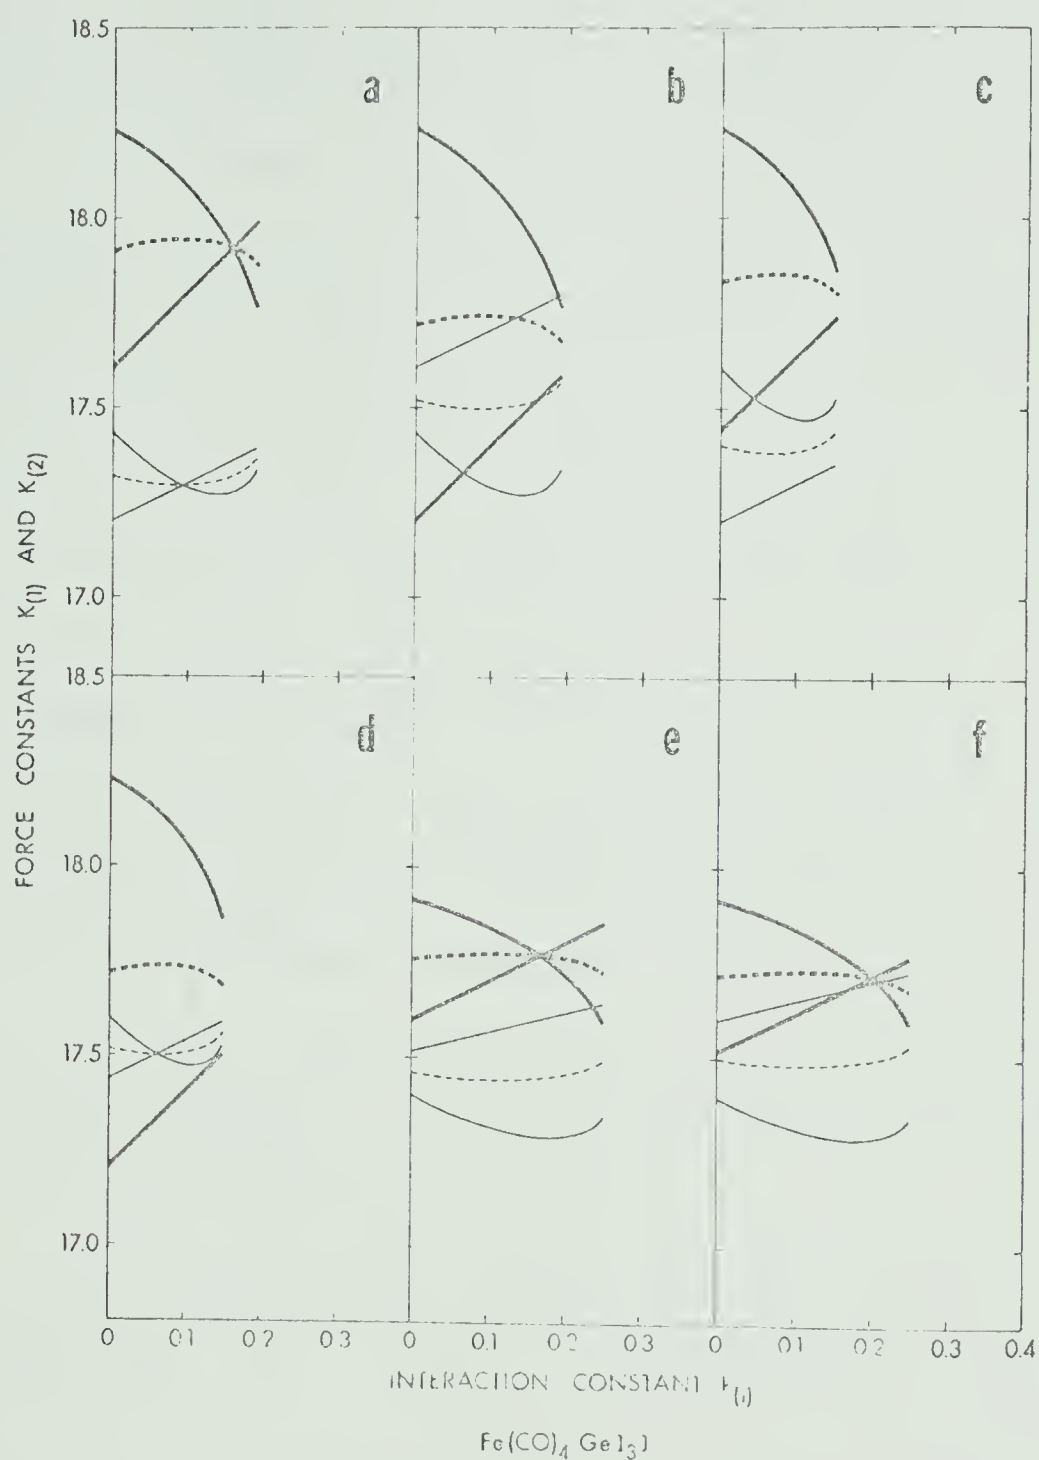 18.5
a b c
18.0
17.5
17.0
18.5
d e f
18.0
17.5
17.0
FORCE CONSTANTS K(1) AND K(2)
0 0.1 0.2 0.3 0 0.1 0.2 0.3 0 0.1 0.2 0.3 0.4
INTERACTION CONSTANT k(i)
Fe(CO)4 GeI3I